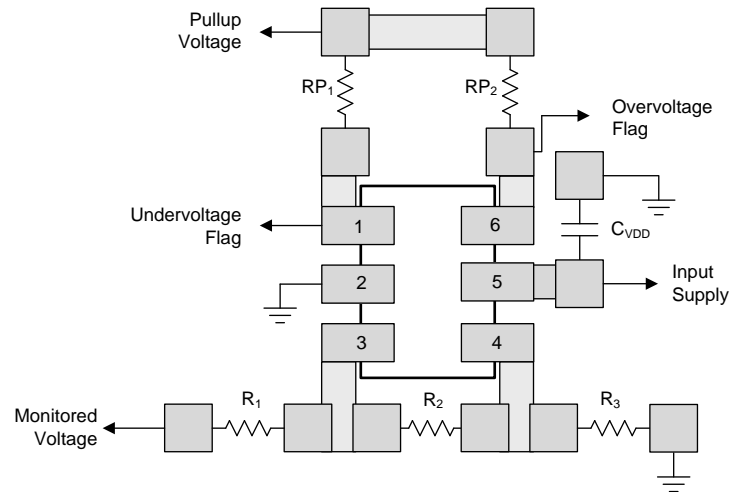 Pullup
Voltage
RP1
RP2
Overvoltage
Flag
Undervoltage
Flag
1
6
CVDD
2
5
Input
Supply
3
4
Monitored
Voltage
R1
R2
R3